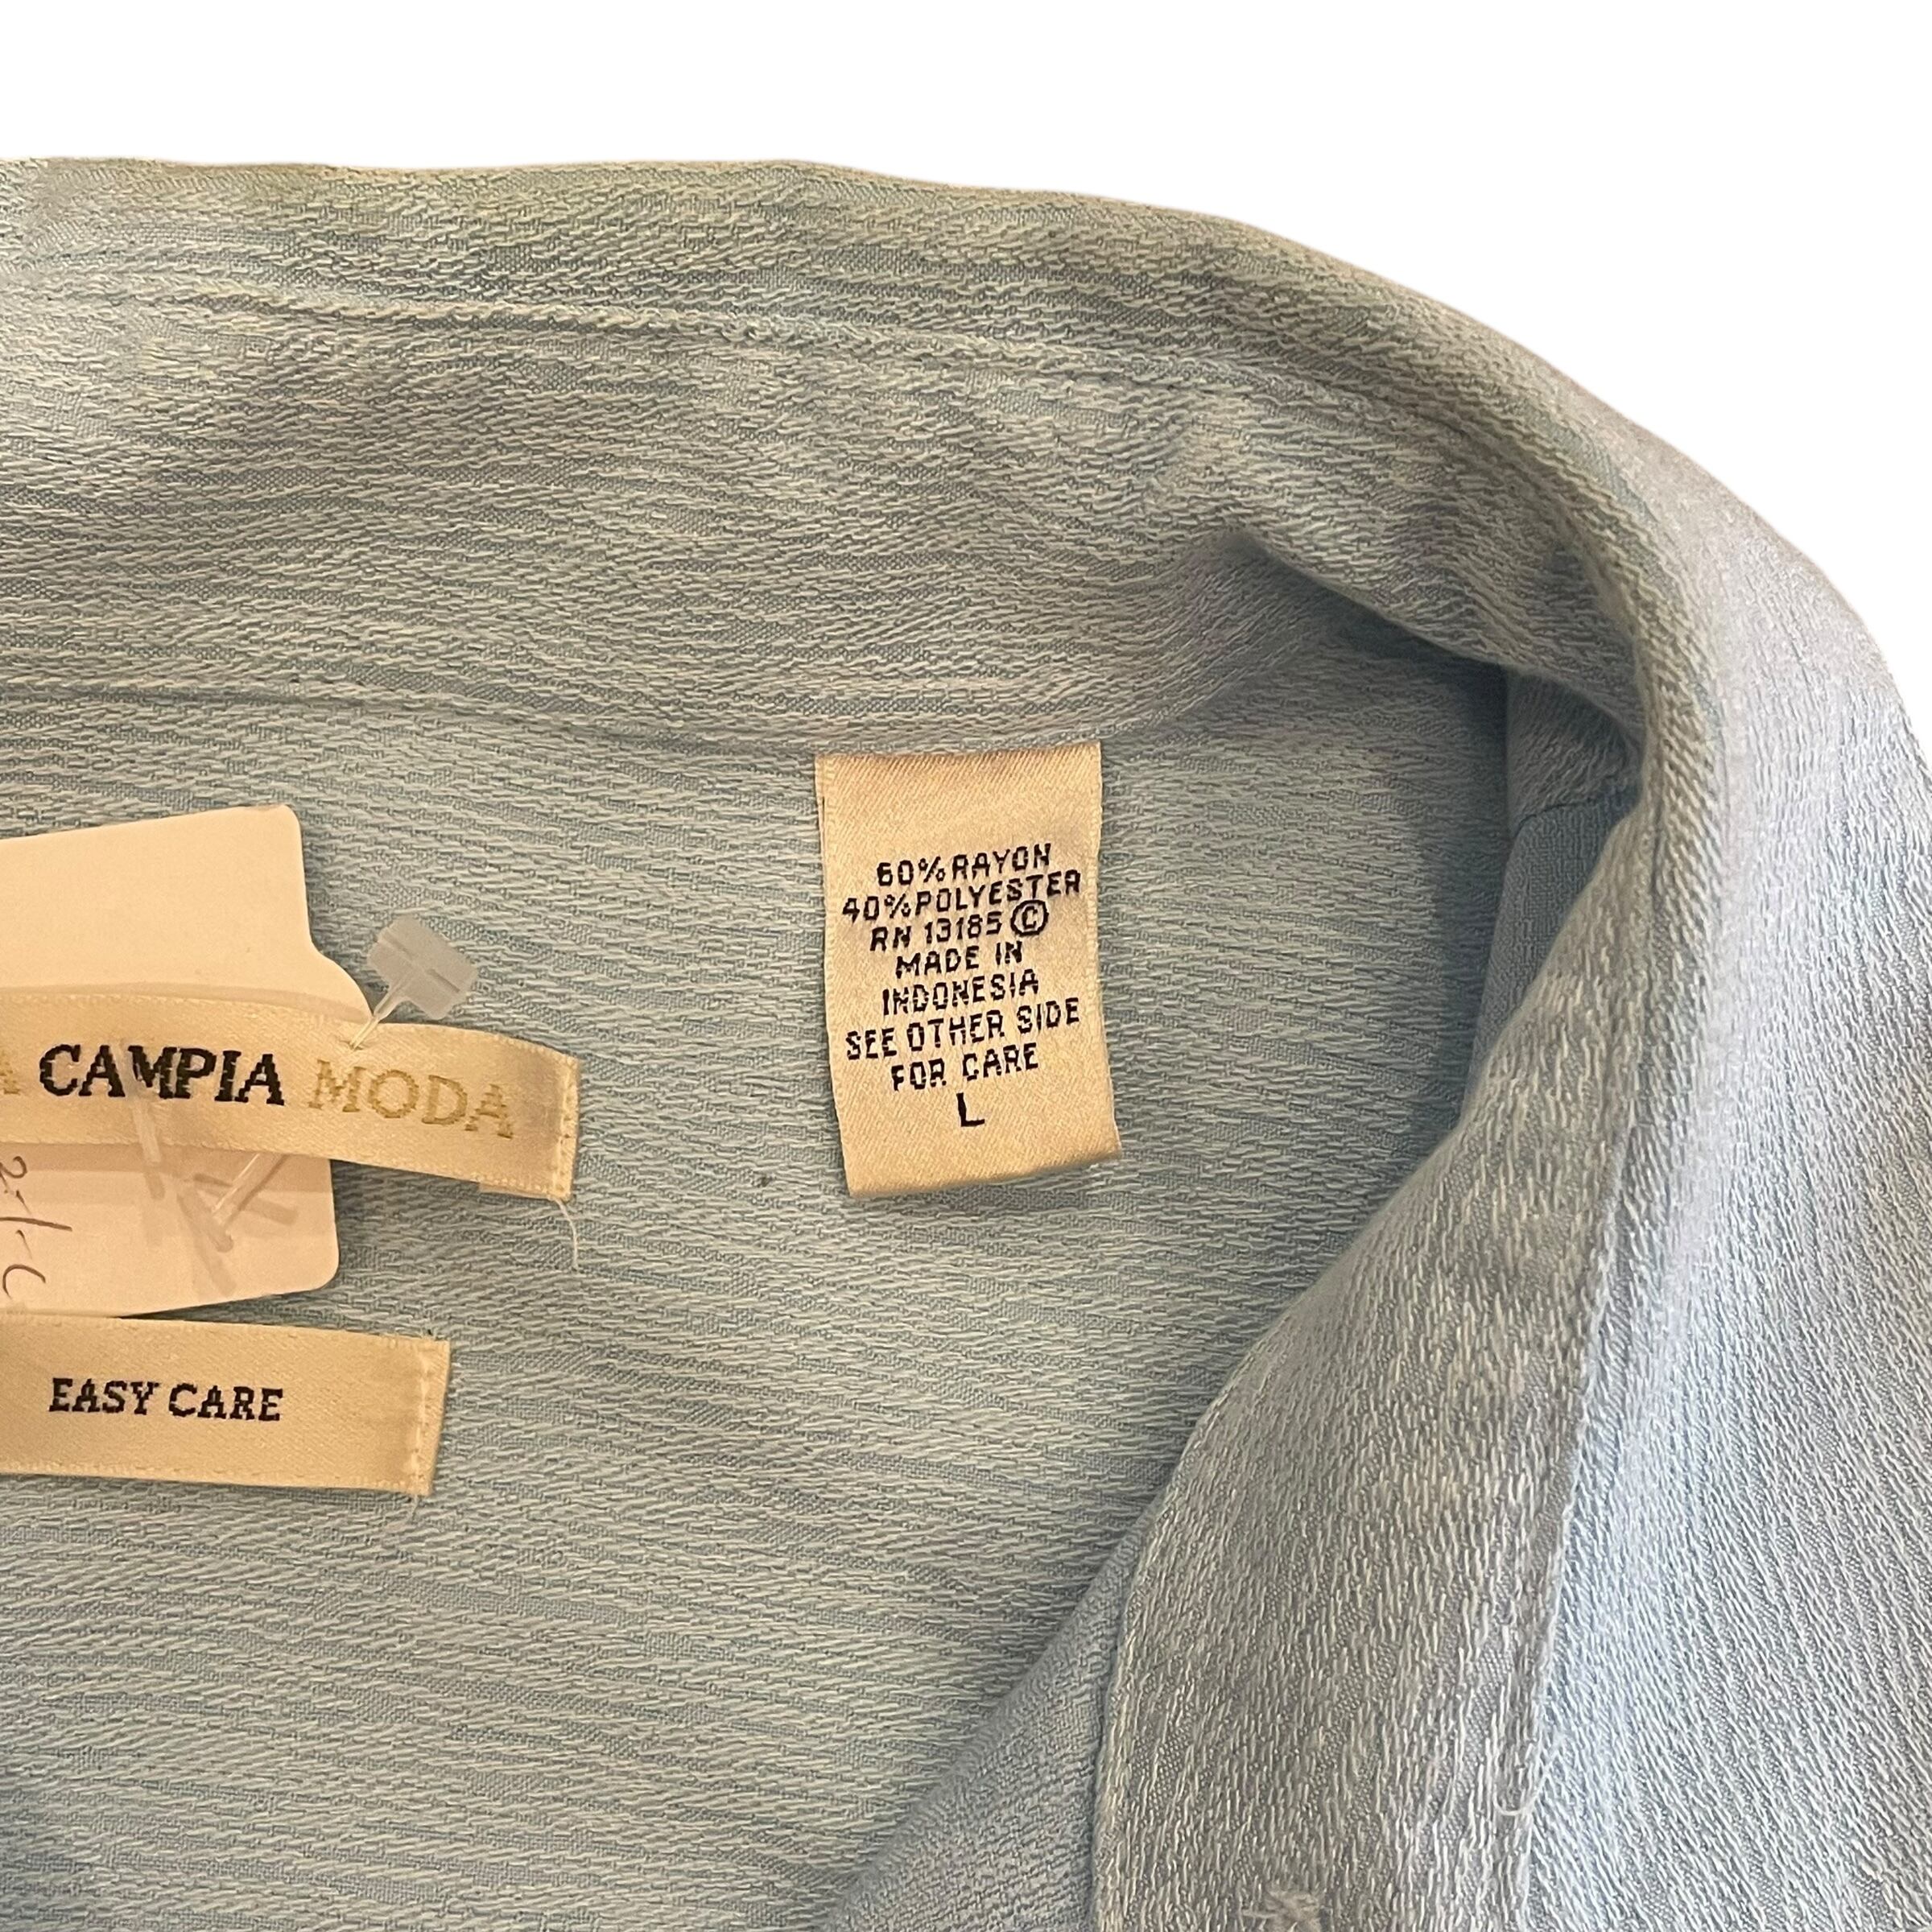 60% RAYON
40% POLYESTER
RN 13185 ©
MADE IN
INDONESIA
SEE OTHER SIDE
FOR CARE
L
CAMPIA MODA
EASY CARE